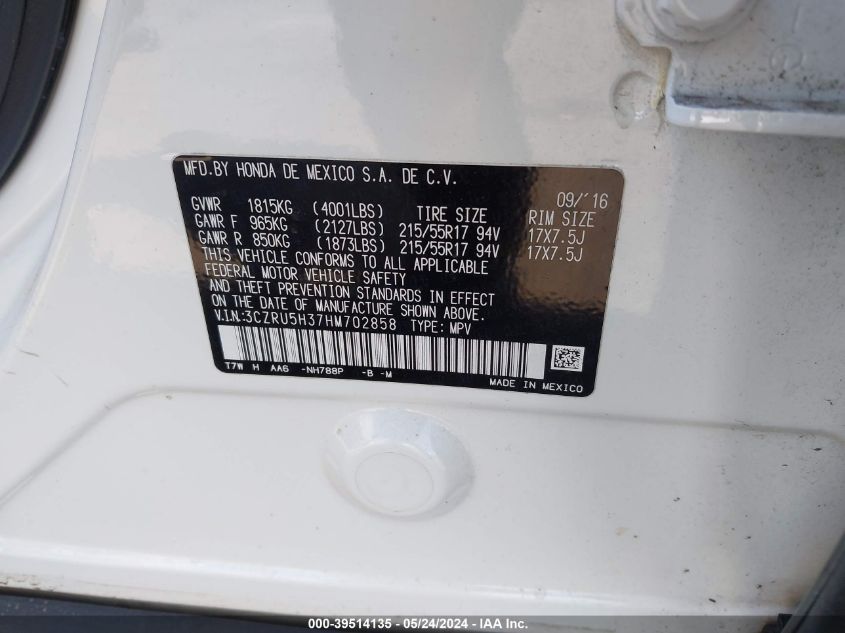 MFD.BY HONDA DE MEXICO S.A. DE C.V.
09/´16
GVWR 1815KG (4001LBS) TIRE SIZE RIM SIZE
GAWR F 965KG (2127LBS) 215/55R17 94V 17X7.5J
GAWR R 850KG (1873LBS) 215/55R17 94V 17X7.5J
THIS VEHICLE CONFORMS TO ALL APPLICABLE
FEDERAL MOTOR VEHICLE SAFETY
AND THEFT PREVENTION STANDARDS IN EFFECT
ON THE DATE OF MANUFACTURE SHOWN ABOVE.
V.I.N:3CZRU5H37HM702858 TYPE: MPV
T7W H AA6 -NH788P -B -M
MADE IN MEXICO
000-39514135 - 05/24/2024 - IAA Inc.